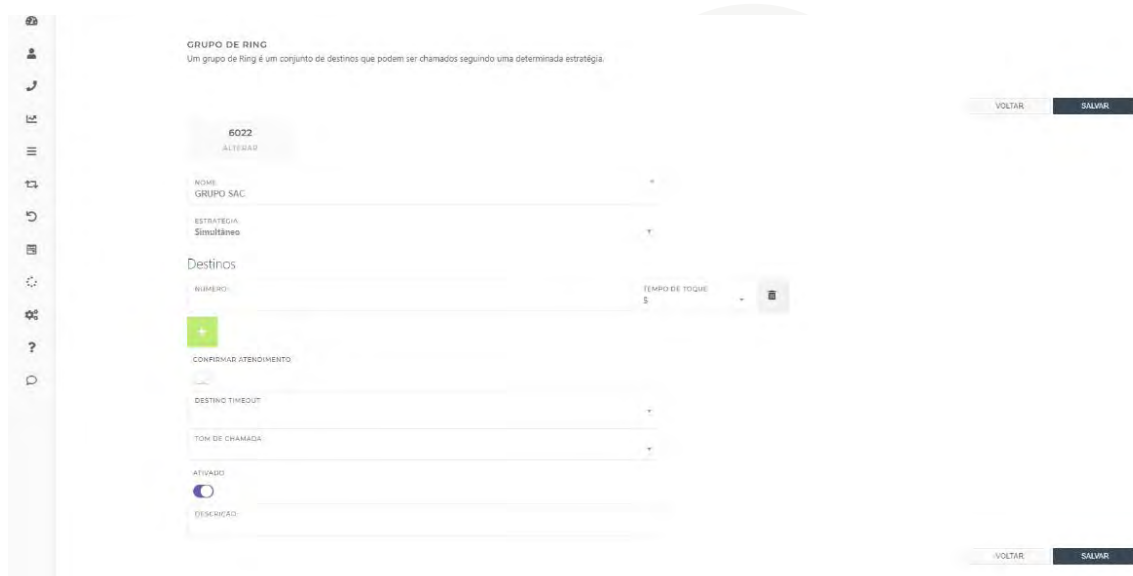 GRUPO DE RING
Um grupo de Ring é um conjunto de destinos que podem ser chamados seguindo uma determinada estratégia.
VOLTAR SALVAR
6022
ALTERAR
NOME
GRUPO SAC
ESTRATÉGIA
Simultâneo
Destinos
NÚMERO TEMPO DE TOQUE
5
+
CONFIRMAR ATENDIMENTO
DESTINO TIMEOUT
TOM DE CHAMADA
ATIVADO
DESCRIÇÃO
VOLTAR SALVAR
?